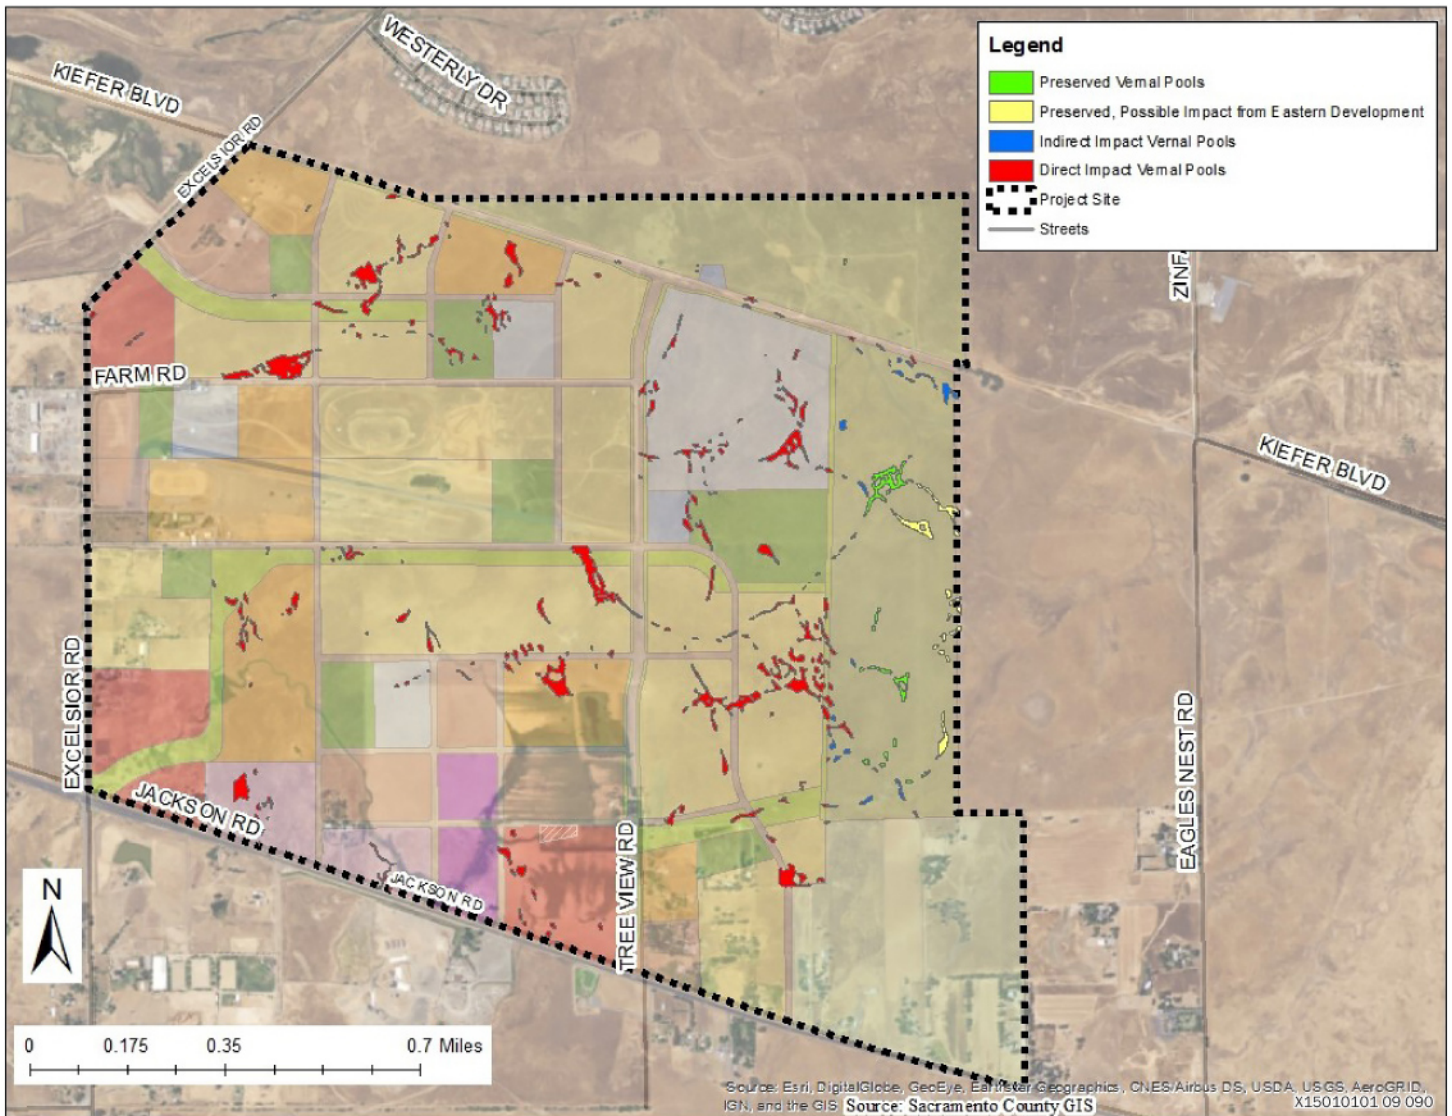 WESTERLY DR
KIEFER BLVD
EXCELSIOR RD
Legend
Preserved Vernal Pools
Preserved, Possible Impact from Eastern Development
Indirect Impact Vernal Pools
Direct Impact Vernal Pools
Project Site
Streets
ZINF
FARM RD
KIEFER BLVD
EXCELSIOR RD
JACKSON RD
JACKSON RD
TREE VIEW RD
EAGLES NEST RD
N
0 0.175 0.35 0.7 Miles
Source: Esri, DigitalGlobe, GeoEye, Earthstar Geographics, CNES/Airbus DS, USDA, USGS, AeroGRID,
IGN, and the GIS Source: Sacramento County GIS
X15010101 09 090